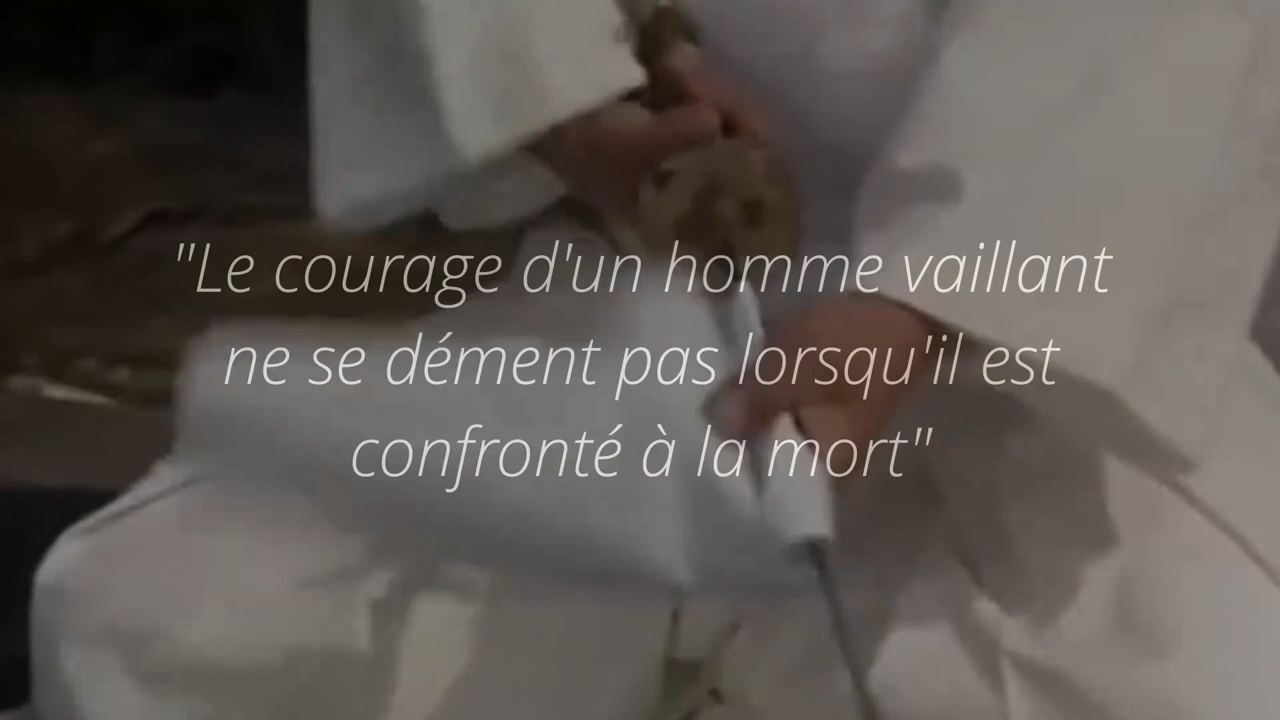 "Le courage d'un homme vaillant
ne se dément pas lorsqu'il est
confronté à la mort"